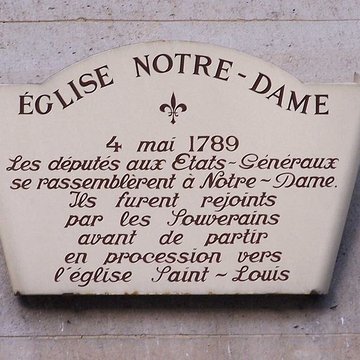 ÉGLISE NOTRE-DAME
4 mai 1789
Les députés aux Etats-Généraux
se rassemblèrent à Notre-Dame.
Ils furent rejoints
par les Souverains
avant de partir
en procession vers
l'église Saint-Louis